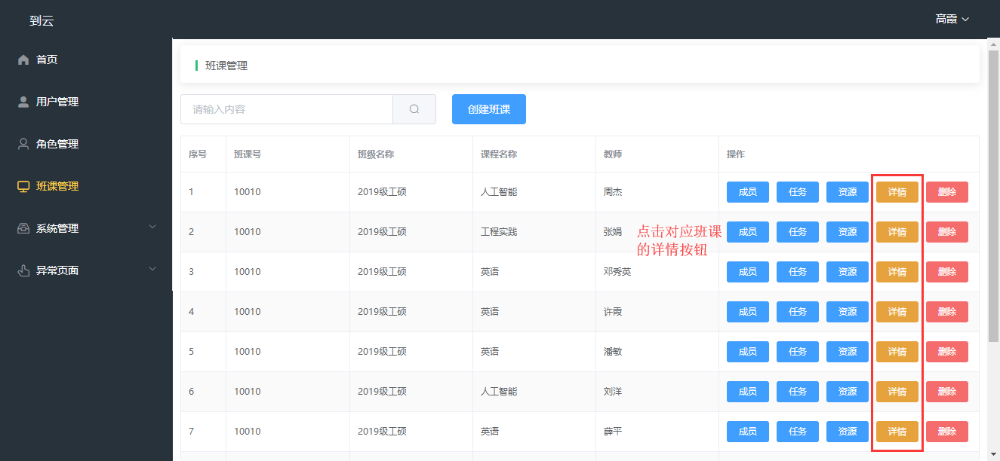 到云
高霞
首页
用户管理
角色管理
班课管理
系统管理
异常页面
班课管理
请输入内容
创建班课
序号 班课号 班级名称 课程名称 教师 操作
1 10010 2019级工硕 人工智能 周杰 成员 任务 资源 详情 删除
2 10010 2019级工硕 工程实践 张娟 成员 任务 资源 详情 删除
点击对应班课
的详情按钮
3 10010 2019级工硕 英语 邓秀英 成员 任务 资源 详情 删除
4 10010 2019级工硕 英语 许霞 成员 任务 资源 详情 删除
5 10010 2019级工硕 英语 潘敏 成员 任务 资源 详情 删除
6 10010 2019级工硕 人工智能 刘洋 成员 任务 资源 详情 删除
7 10010 2019级工硕 英语 薛平 成员 任务 资源 详情 删除